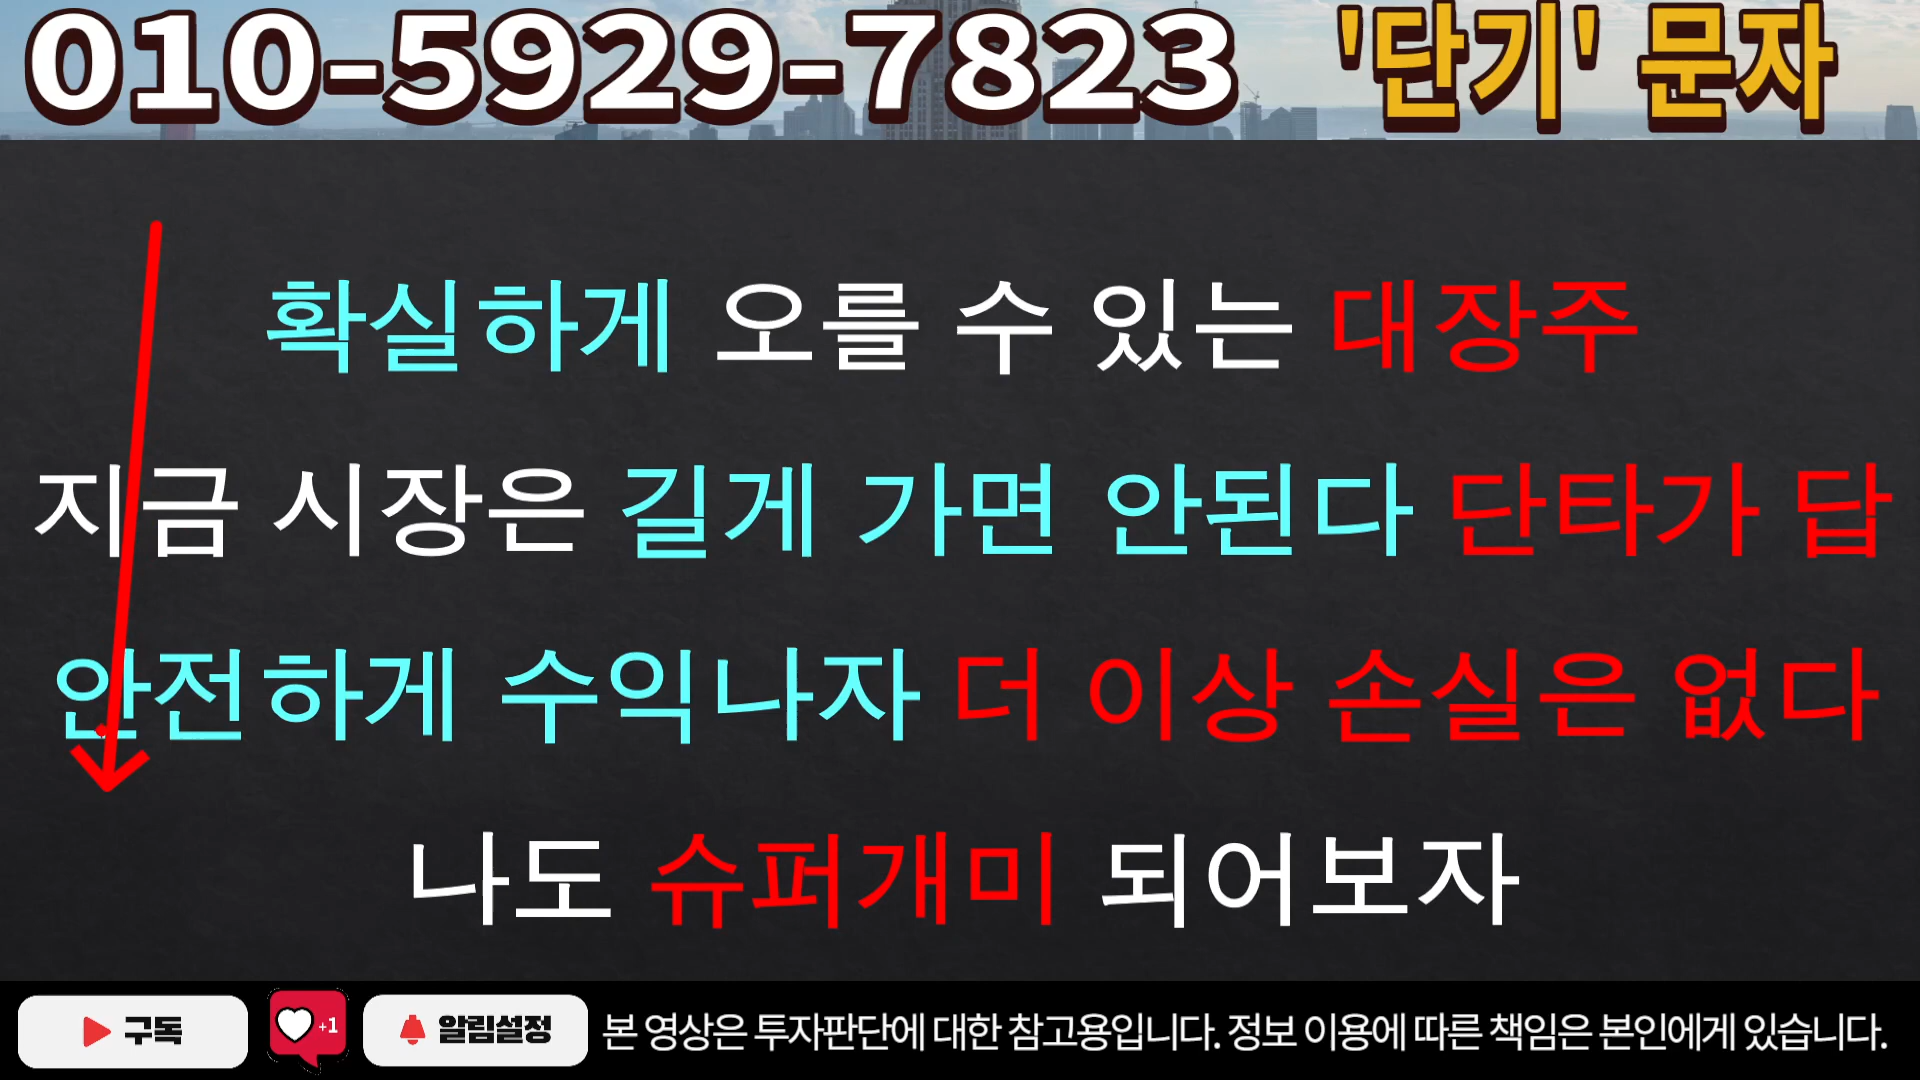 010-5929-7823 '단기' 문자
확실하게 오를 수 있는 대장주
지금 시장은 길게 가면 안된다 단타가 답
안전하게 수익나자 더 이상 손실은 없다
나도 슈퍼개미 되어보자
구독 +1 알림설정 본 영상은 투자판단에 대한 참고용입니다. 정보 이용에 따른 책임은 본인에게 있습니다.